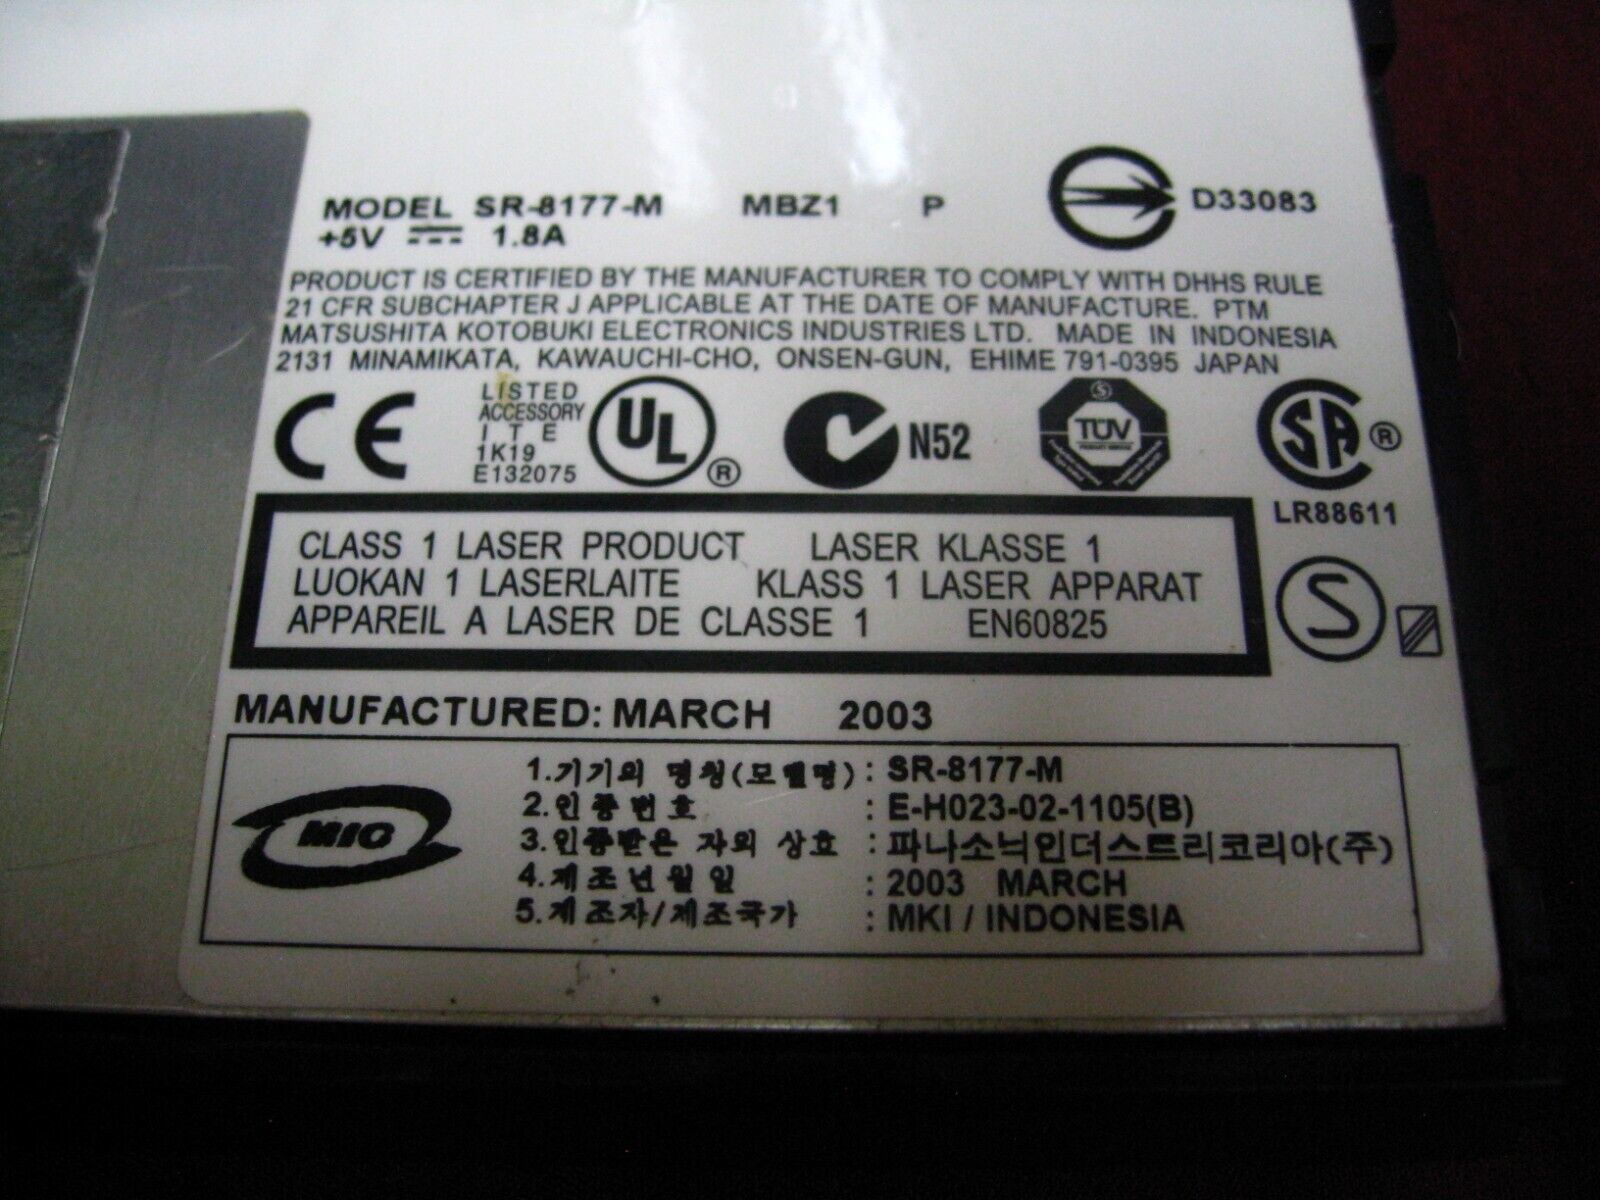 MODEL SR-8177-M MBZ1 P D33083
+5V 1.8A
PRODUCT IS CERTIFIED BY THE MANUFACTURER TO COMPLY WITH DHHS RULE
21 CFR SUBCHAPTER J APPLICABLE AT THE DATE OF MANUFACTURE. PTM
MATSUSHITA KOTOBUKI ELECTRONICS INDUSTRIES LTD. MADE IN INDONESIA
2131 MINAMIKATA, KAWAUCHI-CHO, ONSEN-GUN, EHIME 791-0395 JAPAN
CE
LISTED
ACCESSORY
I T E
1K19
E132075
UL ®
N52
S
TÜV
SA ®
LR88611
CLASS 1 LASER PRODUCT LASER KLASSE 1
LUOKAN 1 LASERLAITE KLASS 1 LASER APPARAT
APPAREIL A LASER DE CLASSE 1 EN60825
S
MANUFACTURED: MARCH 2003
MIC
1.기기의 명칭(모델명) : SR-8177-M
2.인증번호 : E-H023-02-1105(B)
3.인증받은 자의 상호 : 파나소닉인더스트리코리아(주)
4.제조년월일 : 2003 MARCH
5.제조자/제조국가 : MKI / INDONESIA